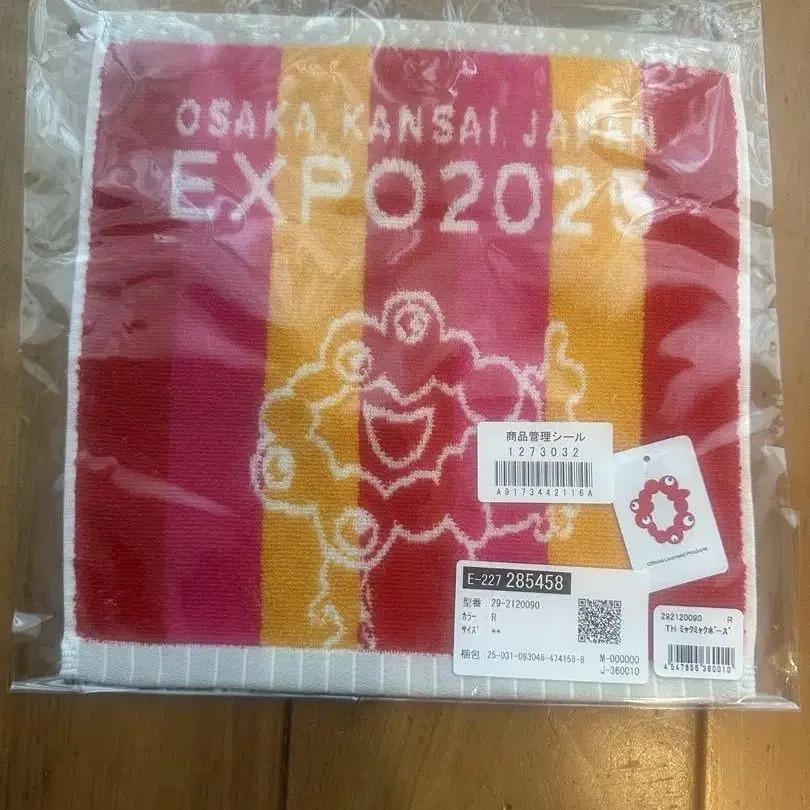 OSAKA, KANSAI, JAPAN
EXPO2025
商品管理シール
1273032
A9173442116A
Official Licensed Products
E-227 285458
型番 : 29-2120090
カラー : R
サイズ : **
梱包 : 25-031-083046-474159-8
M-000000
J-360010
292120090 R
TH ミャクミャクポーズ
4547855360010